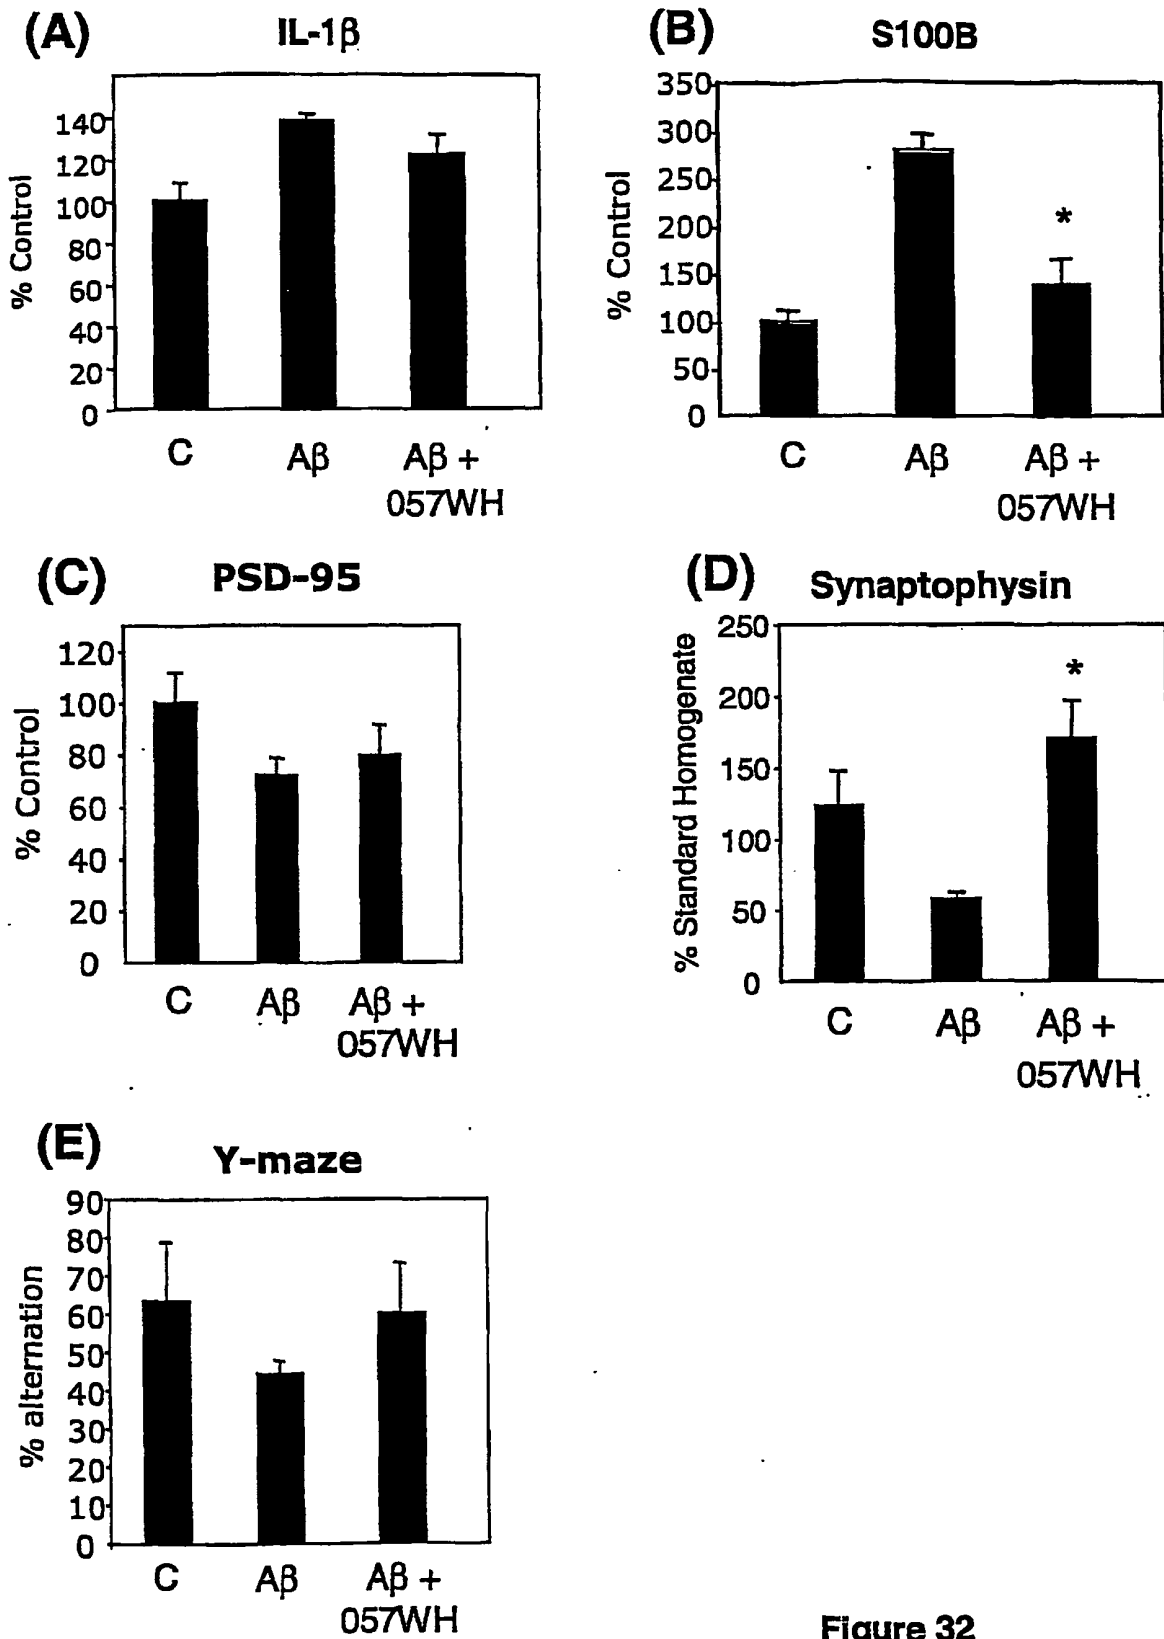 (A) IL-1β
% Control
140
120
100
80
60
40
20
0
C Aβ Aβ +
057WH
(B) S100B
% Control
350
300
250
200
150
100
50
0
*
C Aβ Aβ +
057WH
(C) PSD-95
% Control
120
100
80
60
40
20
0
C Aβ Aβ +
057WH
(D) Synaptophysin
% Standard Homogenate
250
200
150
100
50
0
*
C Aβ Aβ +
057WH
(E) Y-maze
% alternation
90
80
70
60
50
40
30
20
10
0
C Aβ Aβ +
057WH
Figure 32